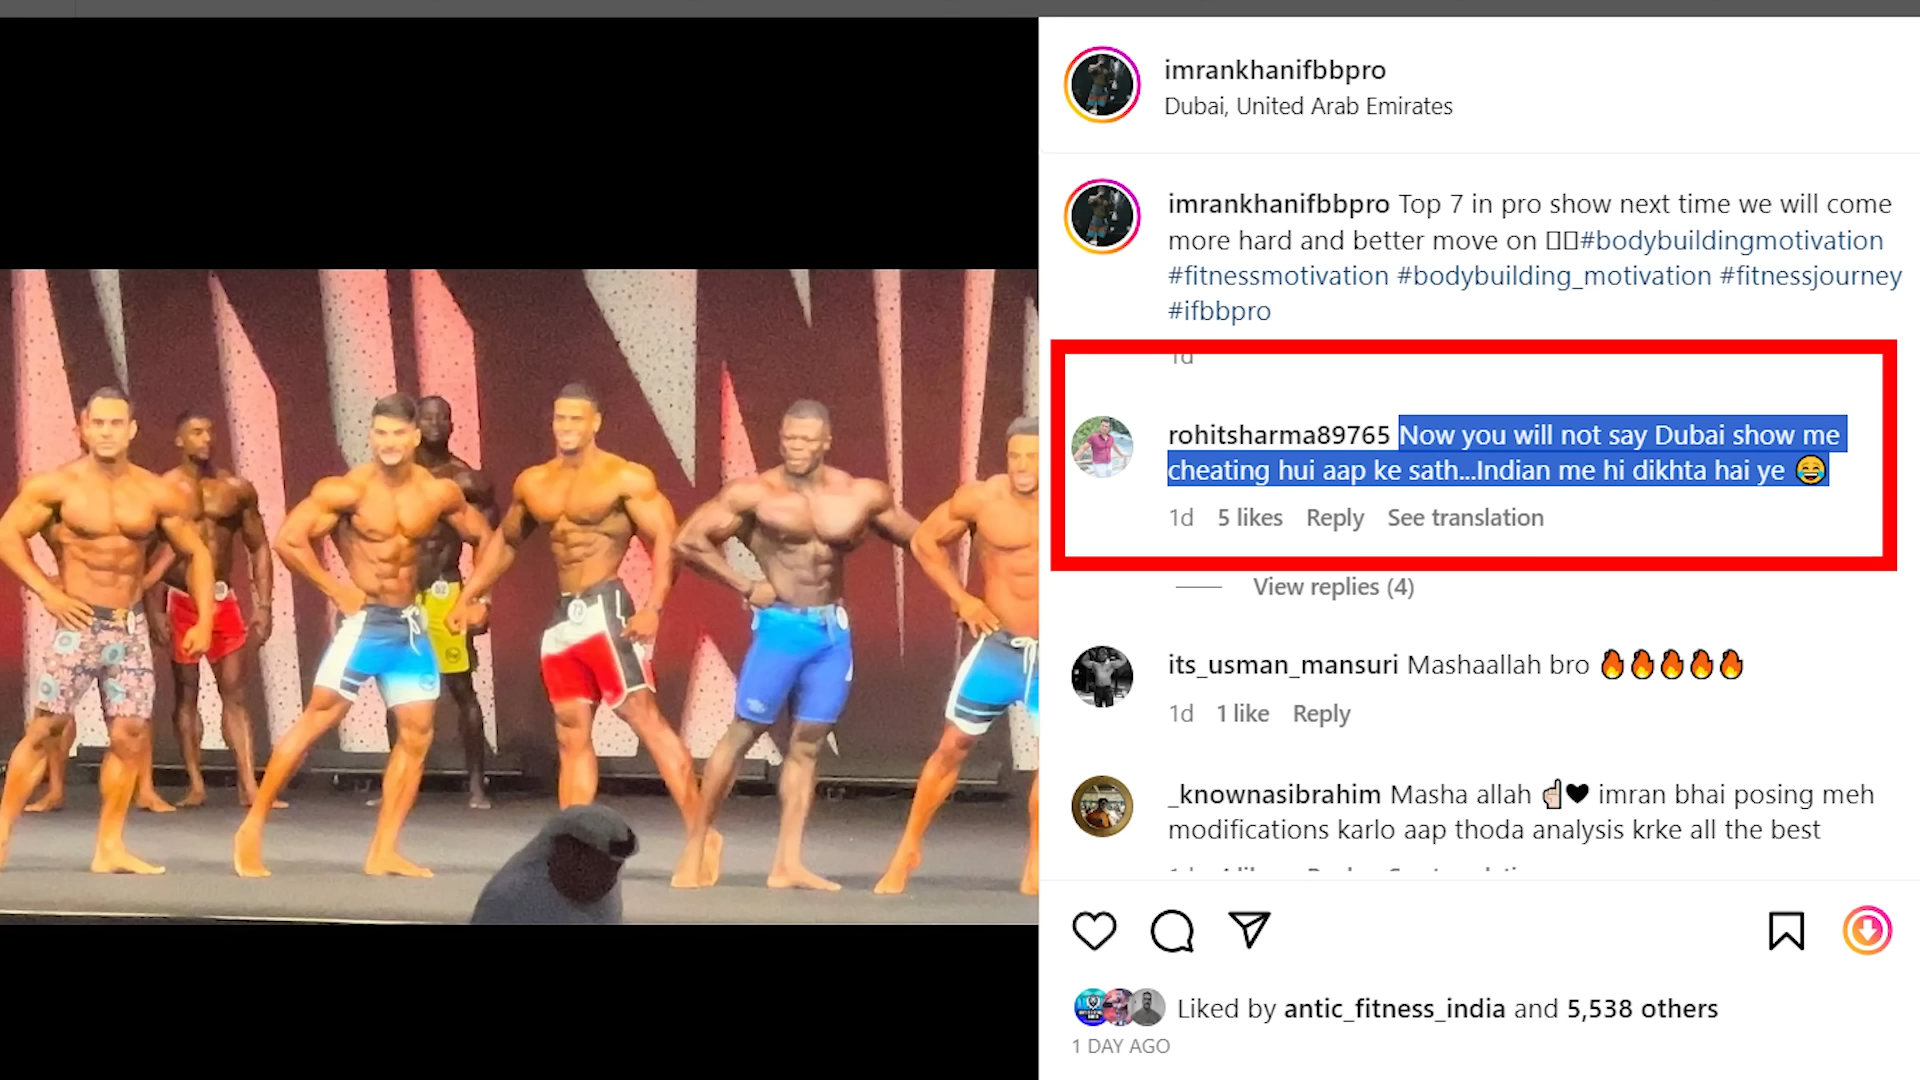 imrankhanifbbpro
Dubai, United Arab Emirates
imrankhanifbbpro Top 7 in pro show next time we will come
more hard and better move on #bodybuildingmotivation
#fitnessmotivation #bodybuilding_motivation #fitnessjourney
#ifbbpro
1d
rohitsharma89765 Now you will not say Dubai show me
cheating hui aap ke sath...Indian me hi dikhta hai ye 😂
1d 5 likes Reply See translation
View replies (4)
its_usman_mansuri Mashaallah bro 🔥🔥🔥🔥🔥
1d 1 like Reply
_knownasibrahim Masha allah ☝🏻🖤 imran bhai posing meh
modifications karlo aap thoda analysis krke all the best
Liked by antic_fitness_india and 5,538 others
1 DAY AGO
52
73